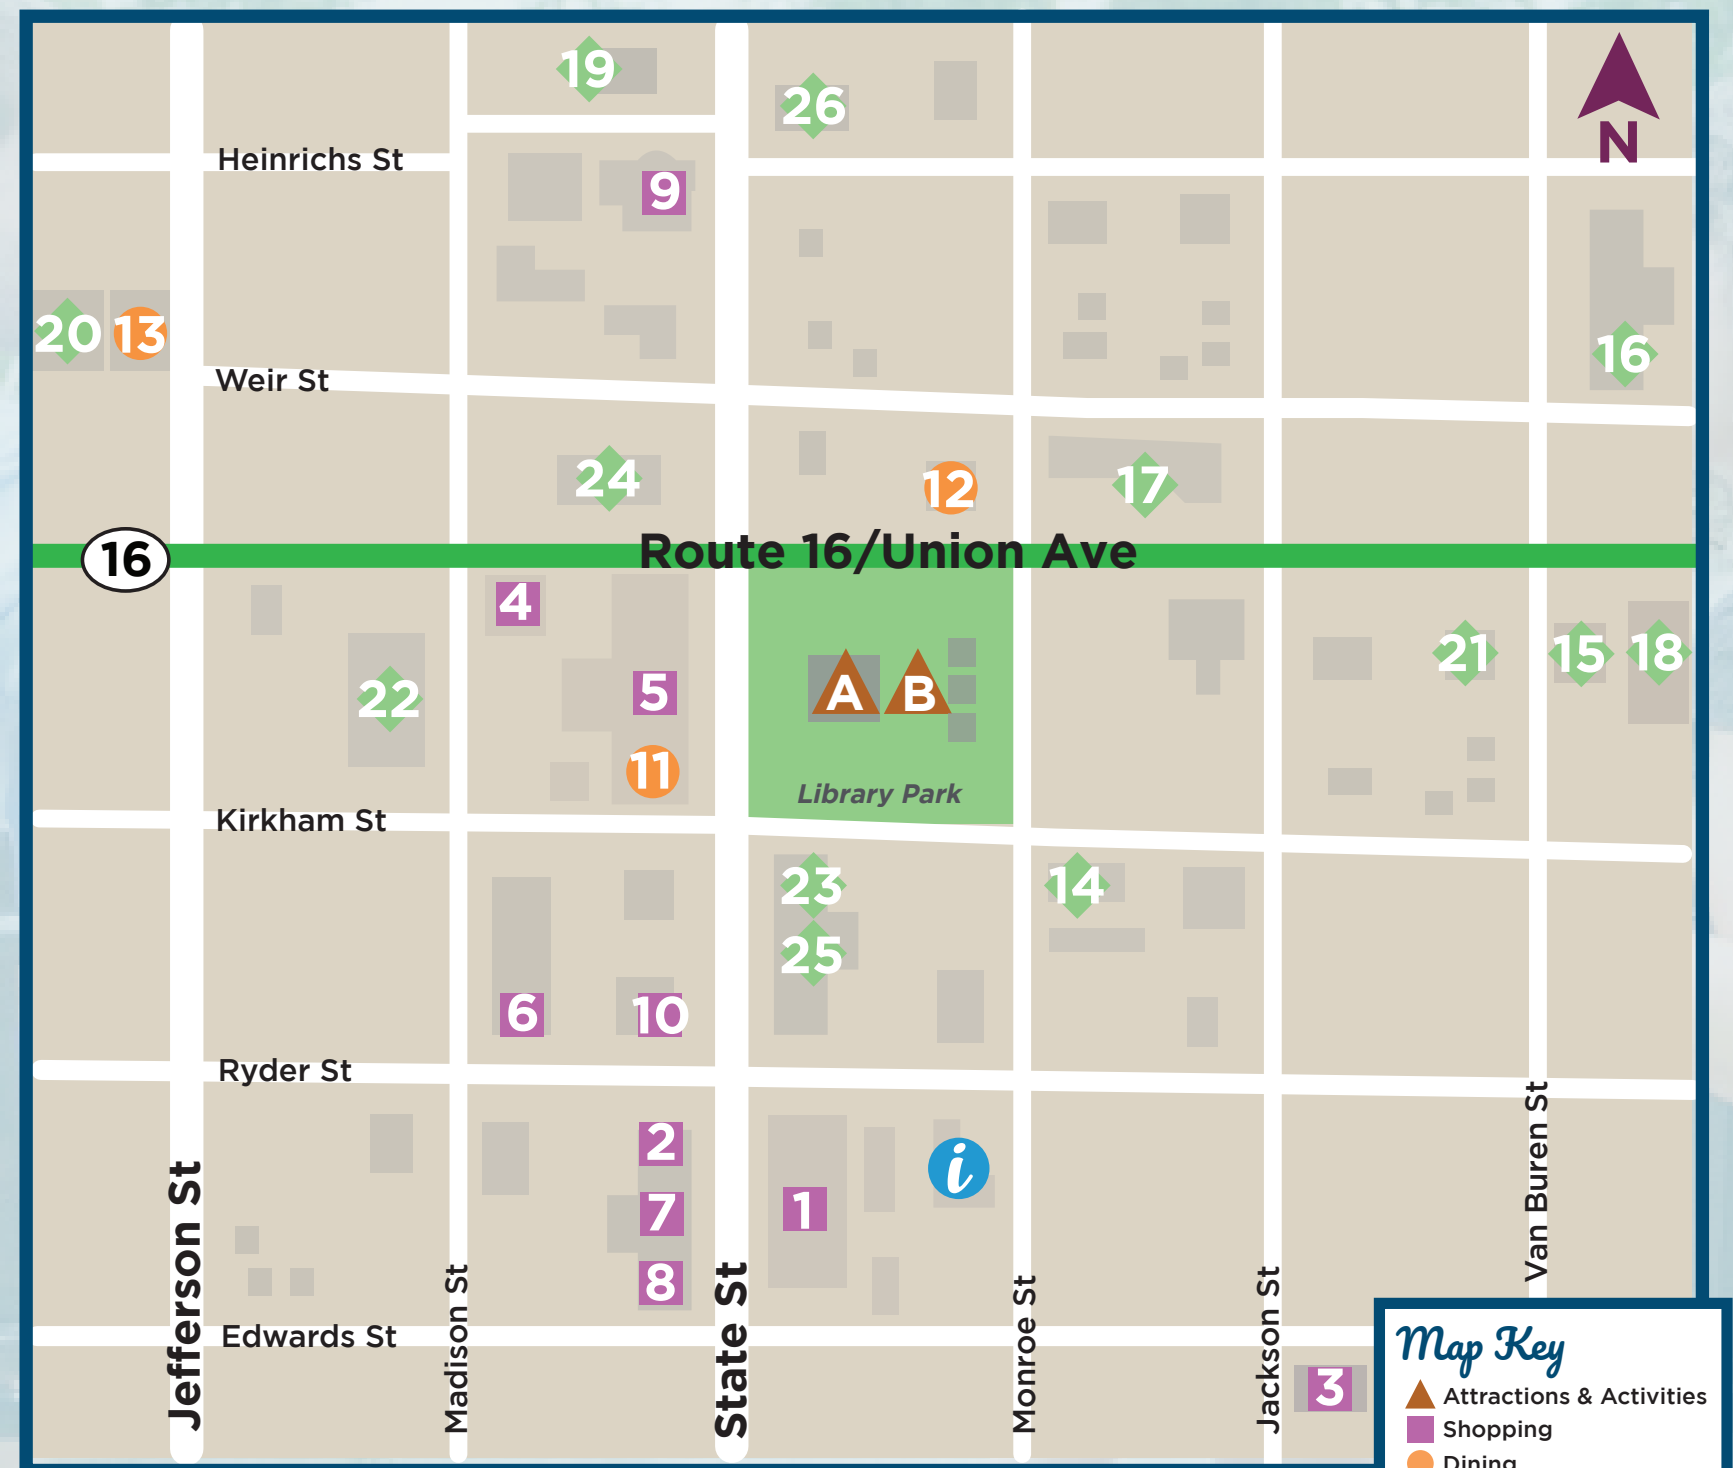 19
26
N
Heinrichs St
9
20
13
16
Weir St
24
12
17
Route 16/Union Ave
16
4
5
22
A
B
21
15
18
11
Library Park
Kirkham St
23
14
25
6
10
Ryder St
2
7
1
i
8
Van Buren St
Jefferson St
Madison St
State St
Monroe St
Jackson St
Edwards St
3
Map Key
Attractions & Activities
Shopping
Dining